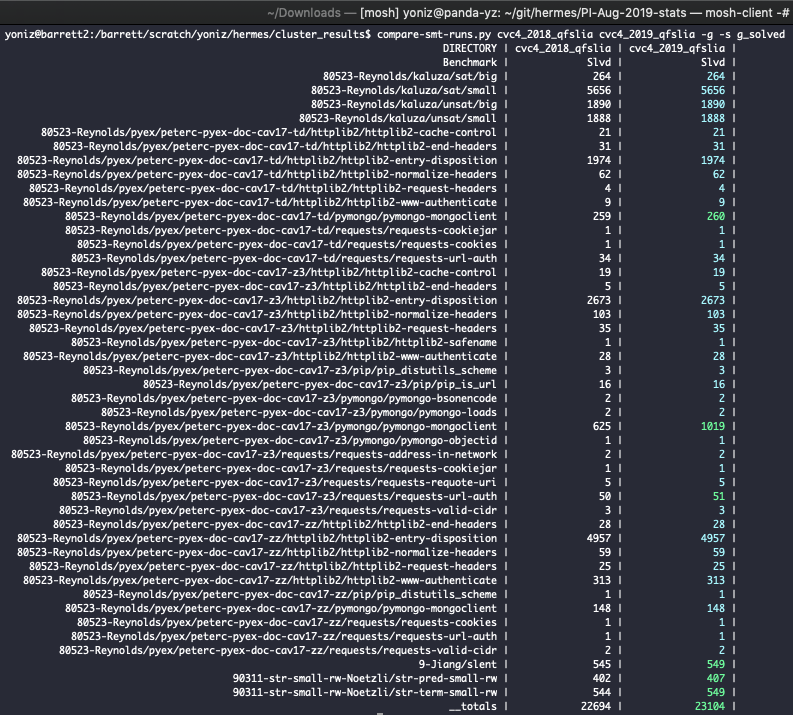 ~/Downloads — [mosh] yoniz@panda-yz: ~/git/hermes/PI-Aug-2019-stats — mosh-client -#
yoniz@barrett2:/barrett/scratch/yoniz/hermes/cluster_results$ compare-smt-runs.py cvc4_2018_qfslia cvc4_2019_qfslia -g -s g_solved
DIRECTORY | cvc4_2018_qfslia | cvc4_2019_qfslia |
Benchmark | Slvd | Slvd |
80523-Reynolds/kaluza/sat/big | 264 | 264 |
80523-Reynolds/kaluza/sat/small | 5656 | 5656 |
80523-Reynolds/kaluza/unsat/big | 1890 | 1890 |
80523-Reynolds/kaluza/unsat/small | 1888 | 1888 |
80523-Reynolds/pyex/peterc-pyex-doc-cav17-td/httplib2/httplib2-cache-control | 21 | 21 |
80523-Reynolds/pyex/peterc-pyex-doc-cav17-td/httplib2/httplib2-end-headers | 31 | 31 |
80523-Reynolds/pyex/peterc-pyex-doc-cav17-td/httplib2/httplib2-entry-disposition | 1974 | 1974 |
80523-Reynolds/pyex/peterc-pyex-doc-cav17-td/httplib2/httplib2-normalize-headers | 62 | 62 |
80523-Reynolds/pyex/peterc-pyex-doc-cav17-td/httplib2/httplib2-request-headers | 4 | 4 |
80523-Reynolds/pyex/peterc-pyex-doc-cav17-td/httplib2/httplib2-www-authenticate | 9 | 9 |
80523-Reynolds/pyex/peterc-pyex-doc-cav17-td/pymongo/pymongo-mongoclient | 259 | 260 |
80523-Reynolds/pyex/peterc-pyex-doc-cav17-td/requests/requests-cookiejar | 1 | 1 |
80523-Reynolds/pyex/peterc-pyex-doc-cav17-td/requests/requests-cookies | 1 | 1 |
80523-Reynolds/pyex/peterc-pyex-doc-cav17-td/requests/requests-url-auth | 34 | 34 |
80523-Reynolds/pyex/peterc-pyex-doc-cav17-z3/httplib2/httplib2-cache-control | 19 | 19 |
80523-Reynolds/pyex/peterc-pyex-doc-cav17-z3/httplib2/httplib2-end-headers | 5 | 5 |
80523-Reynolds/pyex/peterc-pyex-doc-cav17-z3/httplib2/httplib2-entry-disposition | 2673 | 2673 |
80523-Reynolds/pyex/peterc-pyex-doc-cav17-z3/httplib2/httplib2-normalize-headers | 103 | 103 |
80523-Reynolds/pyex/peterc-pyex-doc-cav17-z3/httplib2/httplib2-request-headers | 35 | 35 |
80523-Reynolds/pyex/peterc-pyex-doc-cav17-z3/httplib2/httplib2-safename | 1 | 1 |
80523-Reynolds/pyex/peterc-pyex-doc-cav17-z3/httplib2/httplib2-www-authenticate | 28 | 28 |
80523-Reynolds/pyex/peterc-pyex-doc-cav17-z3/pip/pip_distutils_scheme | 3 | 3 |
80523-Reynolds/pyex/peterc-pyex-doc-cav17-z3/pip/pip_is_url | 16 | 16 |
80523-Reynolds/pyex/peterc-pyex-doc-cav17-z3/pymongo/pymongo-bsonencode | 2 | 2 |
80523-Reynolds/pyex/peterc-pyex-doc-cav17-z3/pymongo/pymongo-loads | 2 | 2 |
80523-Reynolds/pyex/peterc-pyex-doc-cav17-z3/pymongo/pymongo-mongoclient | 625 | 1019 |
80523-Reynolds/pyex/peterc-pyex-doc-cav17-z3/pymongo/pymongo-objectid | 1 | 1 |
80523-Reynolds/pyex/peterc-pyex-doc-cav17-z3/requests/requests-address-in-network | 2 | 2 |
80523-Reynolds/pyex/peterc-pyex-doc-cav17-z3/requests/requests-cookiejar | 1 | 1 |
80523-Reynolds/pyex/peterc-pyex-doc-cav17-z3/requests/requests-requote-uri | 5 | 5 |
80523-Reynolds/pyex/peterc-pyex-doc-cav17-z3/requests/requests-url-auth | 50 | 51 |
80523-Reynolds/pyex/peterc-pyex-doc-cav17-z3/requests/requests-valid-cidr | 3 | 3 |
80523-Reynolds/pyex/peterc-pyex-doc-cav17-zz/httplib2/httplib2-end-headers | 28 | 28 |
80523-Reynolds/pyex/peterc-pyex-doc-cav17-zz/httplib2/httplib2-entry-disposition | 4957 | 4957 |
80523-Reynolds/pyex/peterc-pyex-doc-cav17-zz/httplib2/httplib2-normalize-headers | 59 | 59 |
80523-Reynolds/pyex/peterc-pyex-doc-cav17-zz/httplib2/httplib2-request-headers | 25 | 25 |
80523-Reynolds/pyex/peterc-pyex-doc-cav17-zz/httplib2/httplib2-www-authenticate | 313 | 313 |
80523-Reynolds/pyex/peterc-pyex-doc-cav17-zz/pip/pip_distutils_scheme | 1 | 1 |
80523-Reynolds/pyex/peterc-pyex-doc-cav17-zz/pymongo/pymongo-mongoclient | 148 | 148 |
80523-Reynolds/pyex/peterc-pyex-doc-cav17-zz/requests/requests-cookies | 1 | 1 |
80523-Reynolds/pyex/peterc-pyex-doc-cav17-zz/requests/requests-url-auth | 1 | 1 |
80523-Reynolds/pyex/peterc-pyex-doc-cav17-zz/requests/requests-valid-cidr | 2 | 2 |
9-Jiang/slent | 545 | 549 |
90311-str-small-rw-Noetzli/str-pred-small-rw | 402 | 407 |
90311-str-small-rw-Noetzli/str-term-small-rw | 544 | 549 |
__totals | 22694 | 23104 |